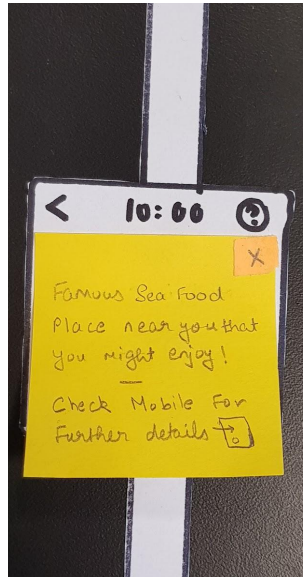 < 10:00 ?
X
Famous Sea Food
Place near you that
you might enjoy!
Check Mobile For
Further details